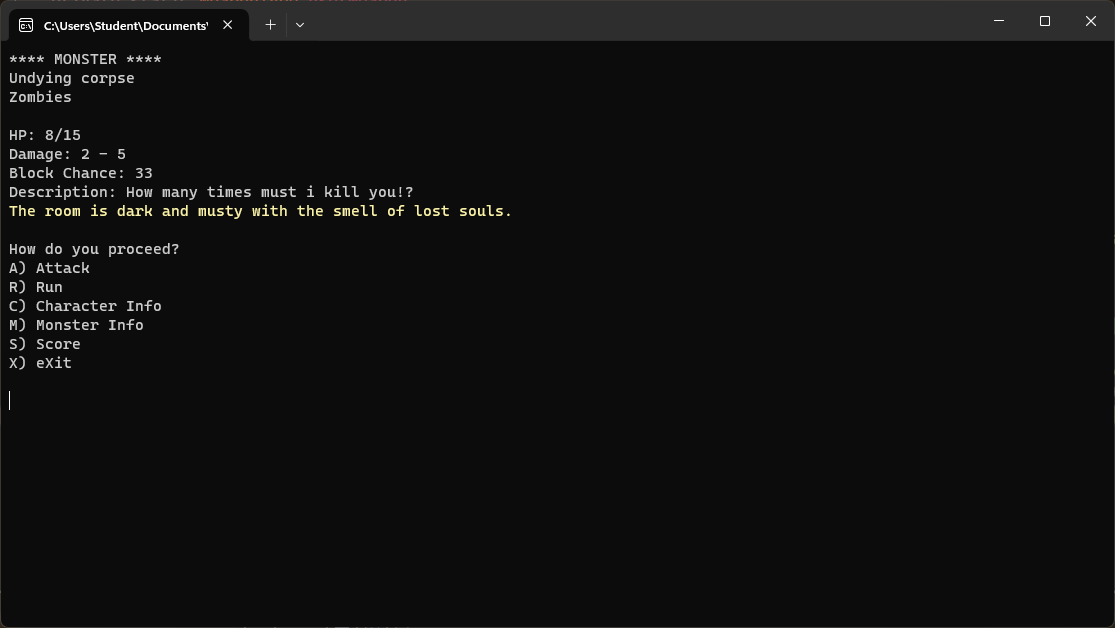 C:\Users\Student\Documents'
**** MONSTER ****
Undying corpse
Zombies
HP: 8/15
Damage: 2 - 5
Block Chance: 33
Description: How many times must i kill you!?
The room is dark and musty with the smell of lost souls.
How do you proceed?
A) Attack
R) Run
C) Character Info
M) Monster Info
S) Score
X) eXit